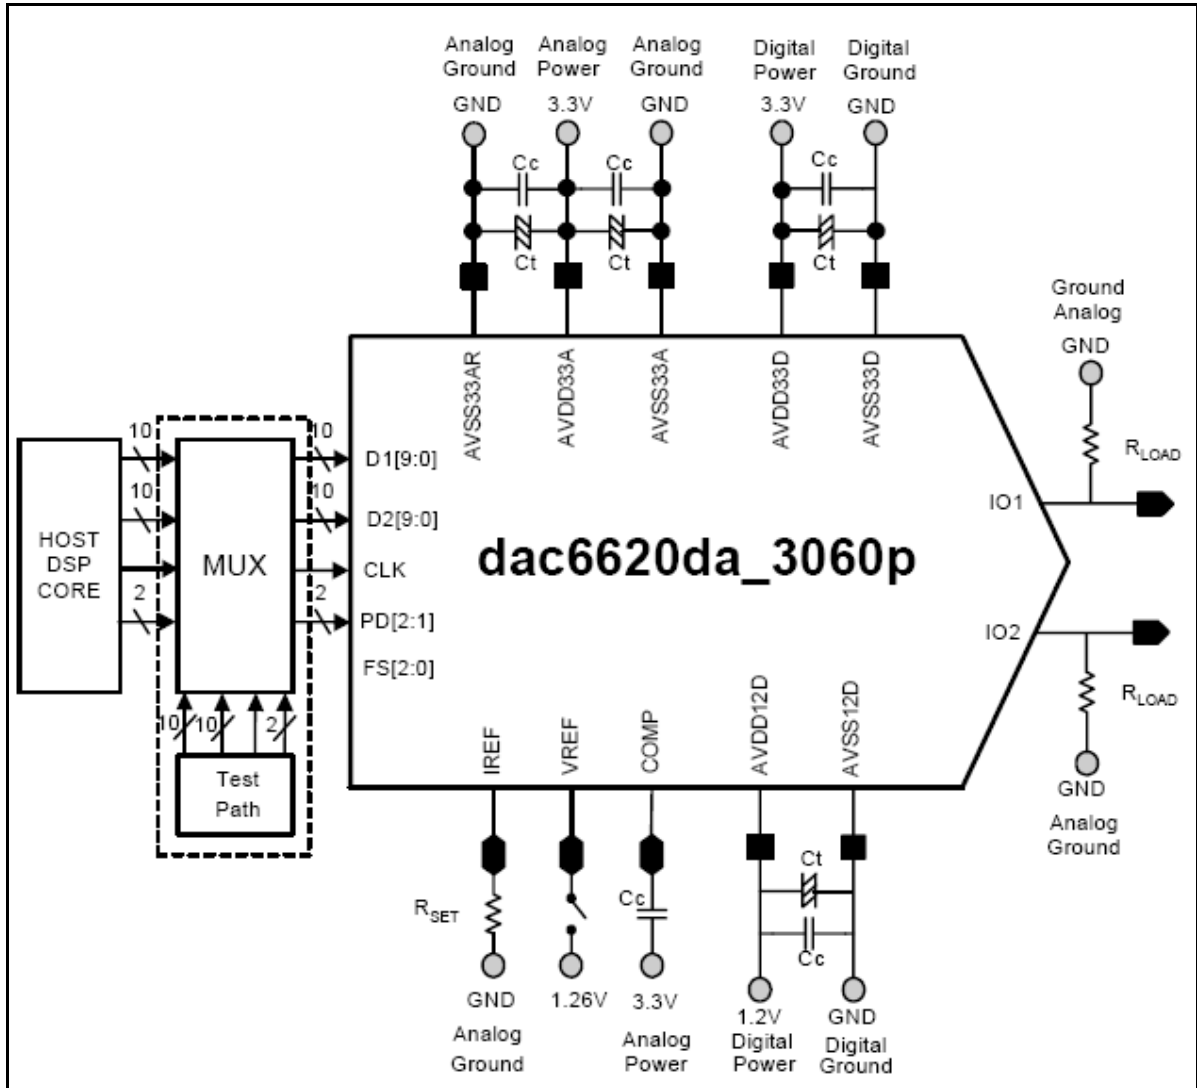 Analog Ground
GND
Analog Power
3.3V
Analog Ground
GND
Digital Power
3.3V
Digital Ground
GND
Cc
Cc
Cc
Ct
Ct
Ct
AVSS33AR
AVDD33A
AVSS33A
AVDD33D
AVSS33D
Ground Analog
GND
RLOAD
IO1
HOST
DSP
CORE
10
10
2
MUX
10
10
2
D1[9:0]
D2[9:0]
CLK
PD[2:1]
FS[2:0]
dac6620da_3060p
IO2
RLOAD
GND
Analog
Ground
10
10
2
Test
Path
IREF
VREF
COMP
AVDD12D
AVSS12D
RSET
GND
Analog
Ground
1.26V
Cc
3.3V
Analog
Power
Ct
Cc
1.2V
Digital
Power
GND
Digital
Ground